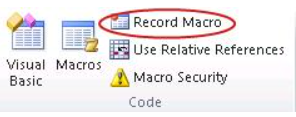 Record Macro
Use Relative References
Visual Basic
Macros
Macro Security
Code